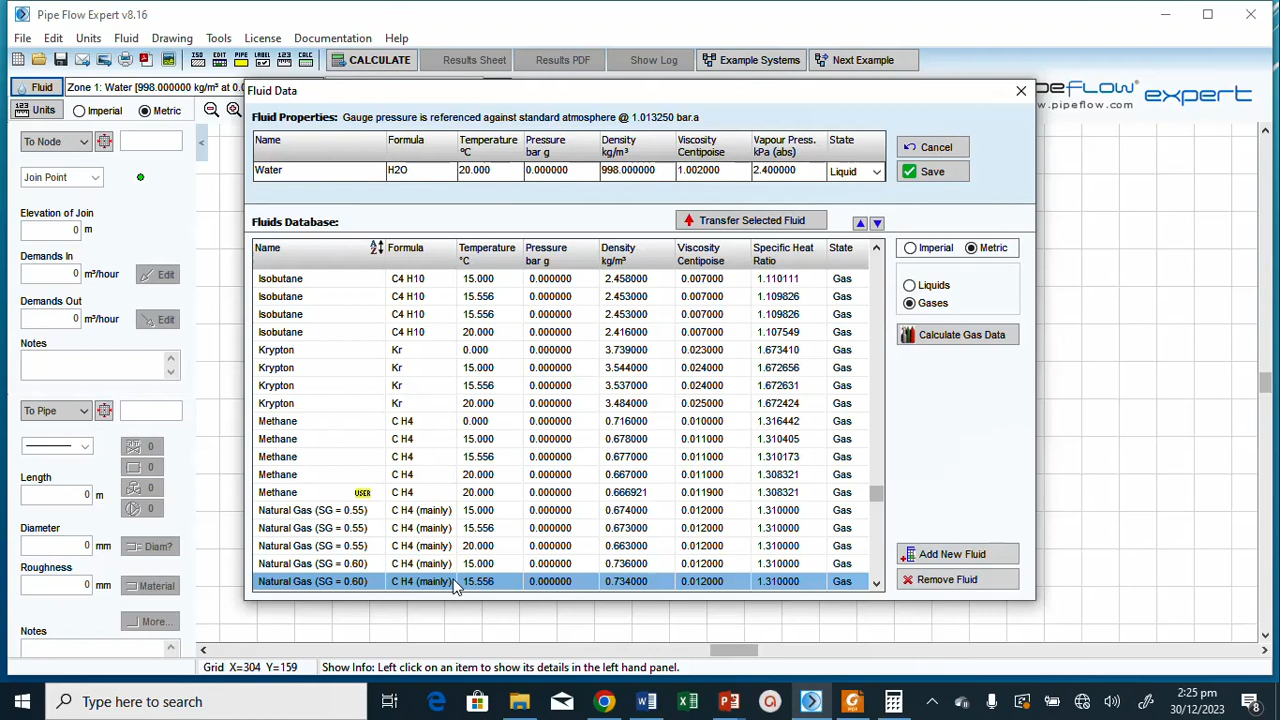 Pipe Flow Expert v8.16
File Edit Units Fluid Drawing Tools License Documentation Help
ISO EDIT PIPE LABEL 123 CALC CALCULATE Results Sheet Results PDF Show Log Example Systems Next Example
Fluid Zone 1: Water [998.000000 kg/m³ at 0.0
123 Units Imperial Metric
To Node
Join Point
Elevation of Join
0 m
Demands In
0 m³/hour Edit
Demands Out
0 m³/hour Edit
Notes
To Pipe
0
0
Length 0
0 m 0
Diameter
0 mm Diam?
Roughness
0 mm Material
More...
Notes
Fluid Data
Fluid Properties: Gauge pressure is referenced against standard atmosphere @ 1.013250 bar.a
Name Formula Temperature °C Pressure bar g Density kg/m³ Viscosity Centipoise Vapour Press. kPa (abs) State
Water H2O 20.000 0.000000 998.000000 1.002000 2.400000 Liquid
Cancel
Save
Fluids Database: Transfer Selected Fluid
Name Formula Temperature °C Pressure bar g Density kg/m³ Viscosity Centipoise Specific Heat Ratio State
Isobutane C4 H10 15.000 0.000000 2.458000 0.007000 1.110111 Gas
Isobutane C4 H10 15.556 0.000000 2.453000 0.007000 1.109826 Gas
Isobutane C4 H10 15.556 0.000000 2.453000 0.007000 1.109826 Gas
Isobutane C4 H10 20.000 0.000000 2.416000 0.007000 1.107549 Gas
Krypton Kr 0.000 0.000000 3.739000 0.023000 1.673410 Gas
Krypton Kr 15.000 0.000000 3.544000 0.024000 1.672656 Gas
Krypton Kr 15.556 0.000000 3.537000 0.024000 1.672631 Gas
Krypton Kr 20.000 0.000000 3.484000 0.025000 1.672424 Gas
Methane C H4 0.000 0.000000 0.716000 0.010000 1.316442 Gas
Methane C H4 15.000 0.000000 0.678000 0.011000 1.310405 Gas
Methane C H4 15.556 0.000000 0.677000 0.011000 1.310173 Gas
Methane C H4 20.000 0.000000 0.667000 0.011000 1.308321 Gas
Methane USER C H4 20.000 0.000000 0.666921 0.011900 1.308321 Gas
Natural Gas (SG = 0.55) C H4 (mainly) 15.000 0.000000 0.674000 0.012000 1.310000 Gas
Natural Gas (SG = 0.55) C H4 (mainly) 15.556 0.000000 0.673000 0.012000 1.310000 Gas
Natural Gas (SG = 0.55) C H4 (mainly) 20.000 0.000000 0.663000 0.012000 1.310000 Gas
Natural Gas (SG = 0.60) C H4 (mainly) 15.000 0.000000 0.736000 0.012000 1.310000 Gas
Natural Gas (SG = 0.60) C H4 (mainly) 15.556 0.000000 0.734000 0.012000 1.310000 Gas
Imperial Metric
Liquids
Gases
Calculate Gas Data
Add New Fluid
Remove Fluid
peFLOW expert
w.pipeflow.com
Grid X=304 Y=159 Show Info: Left click on an item to show its details in the left hand panel.
Type here to search
2:25 pm
30/12/2023
8